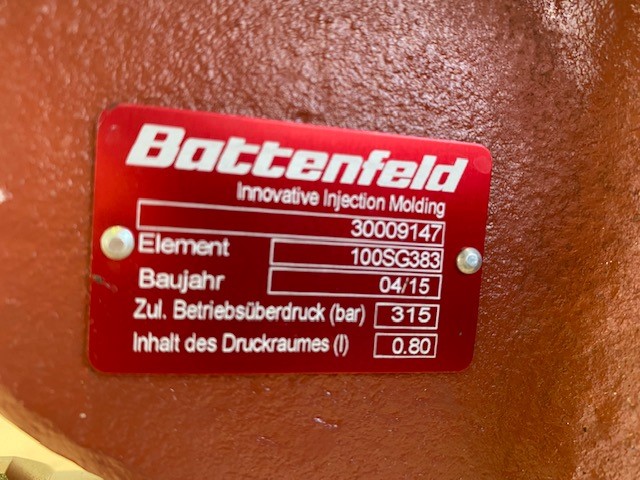 Battenfeld
Innovative Injection Molding
30009147
Element 100SG383
Baujahr 04/15
Zul. Betriebsüberdruck (bar) 315
Inhalt des Druckraumes (l) 0.80